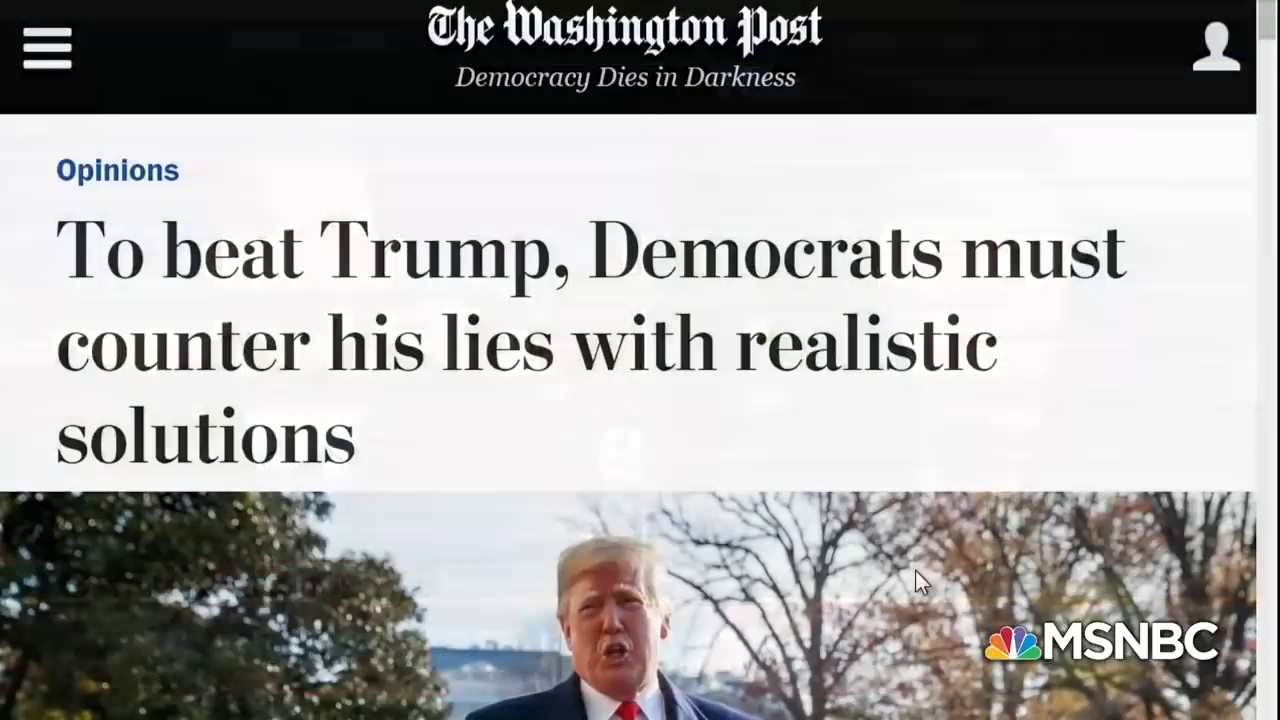 The Washington Post
Democracy Dies in Darkness
Opinions
To beat Trump, Democrats must
counter his lies with realistic
solutions
MSNBC